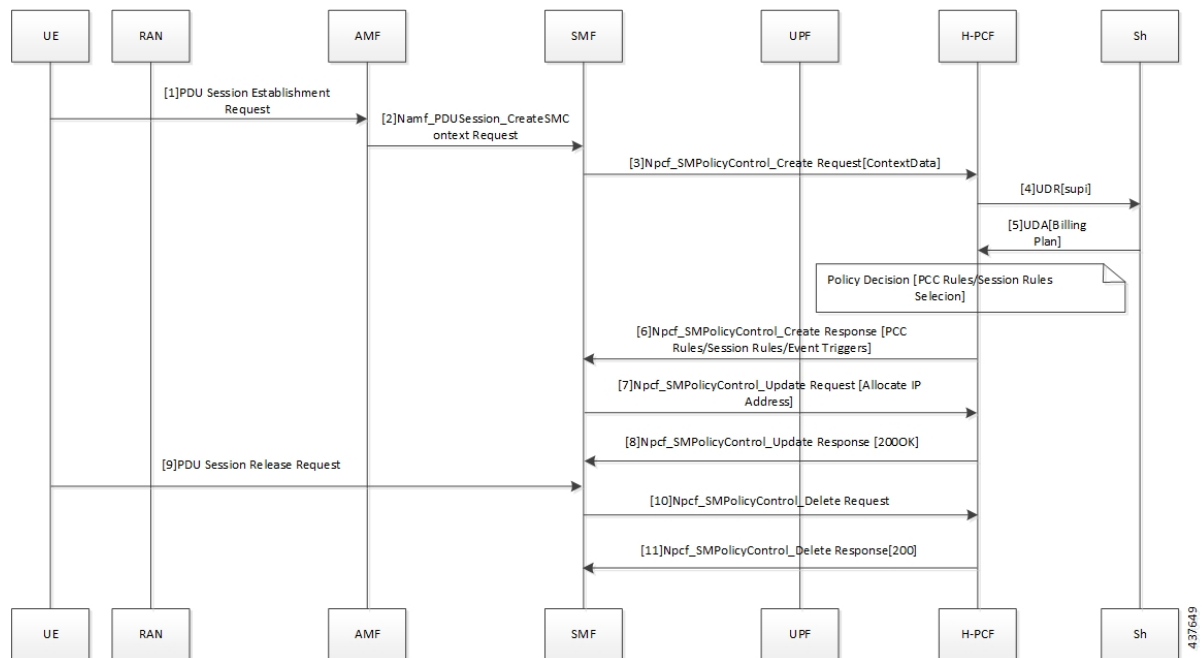 UE RAN AMF SMF UPF H-PCF Sh
[1]PDU Session Establishment
Request
[2]Namf_PDUSession_CreateSMC
ontext Request
[3]Npcf_SMPolicyControl_Create Request[ContextData]
[4]UDR[supi]
[5]UDA[Billing
Plan]
Policy Decision [PCC Rules/Session Rules
Selecion]
[6]Npcf_SMPolicyControl_Create Response [PCC
Rules/Session Rules/Event Triggers]
[7]Npcf_SMPolicyControl_Update Request [Allocate IP
Address]
[8]Npcf_SMPolicyControl_Update Response [200OK]
[9]PDU Session Release Request
[10]Npcf_SMPolicyControl_Delete Request
[11]Npcf_SMPolicyControl_Delete Response[200]
UE RAN AMF SMF UPF H-PCF Sh
437649